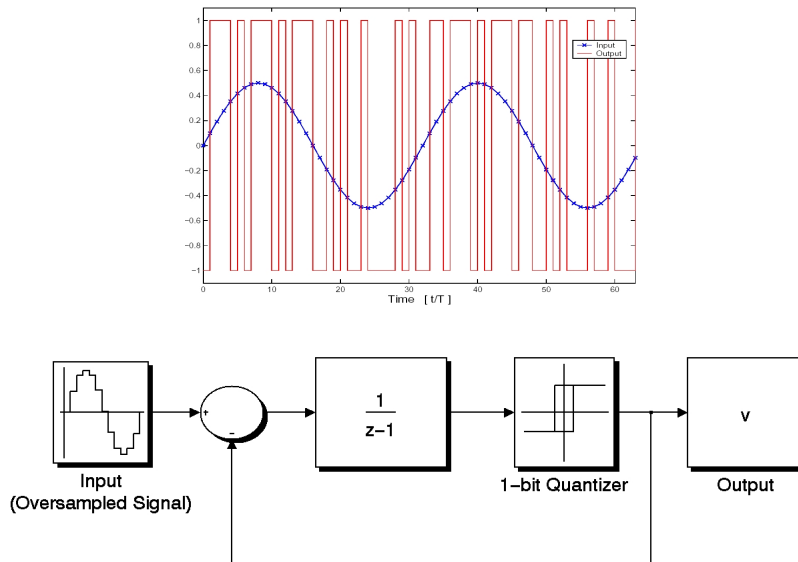 1
0.8
0.6
0.4
0.2
0
−0.2
−0.4
−0.6
−0.8
−1
Input
Output
0 10 20 30 40 50 60
Time [ t/T ]
+
−
1
z−1
v
Input
(Oversampled Signal)
1−bit Quantizer
Output